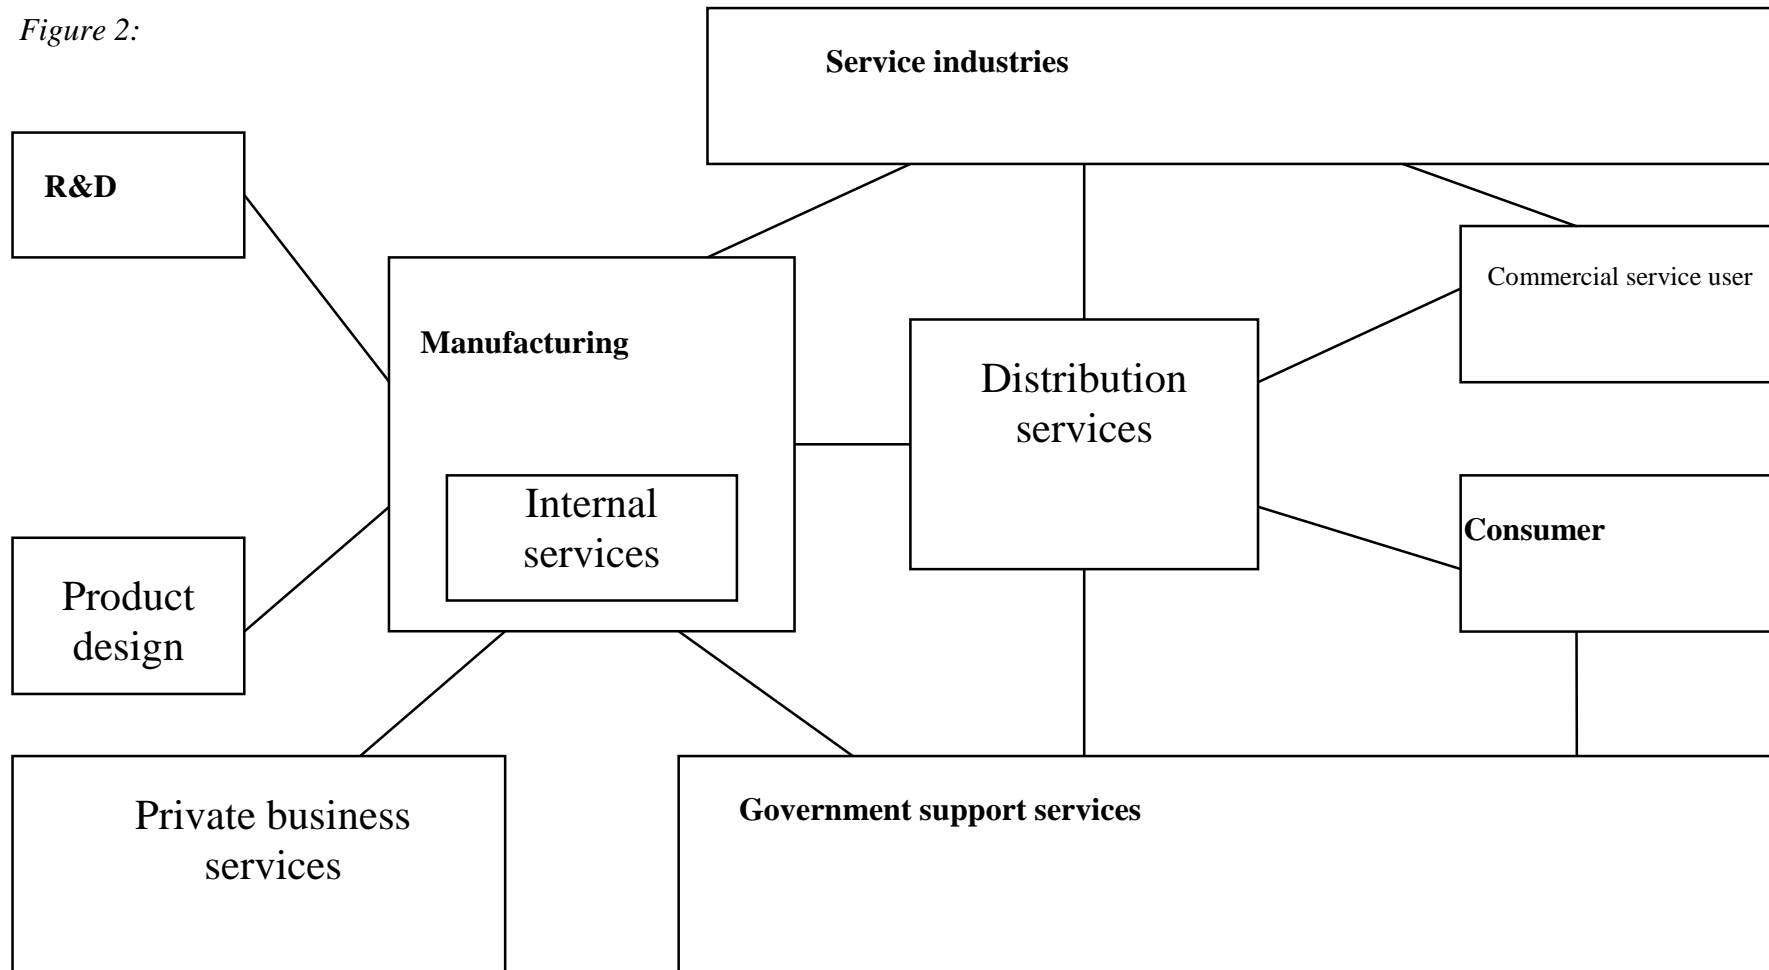 Figure 2:
Service industries
R&D
Commercial service user
Manufacturing
Distribution
services
Internal
services
Consumer
Product
design
Private business
services
Government support services